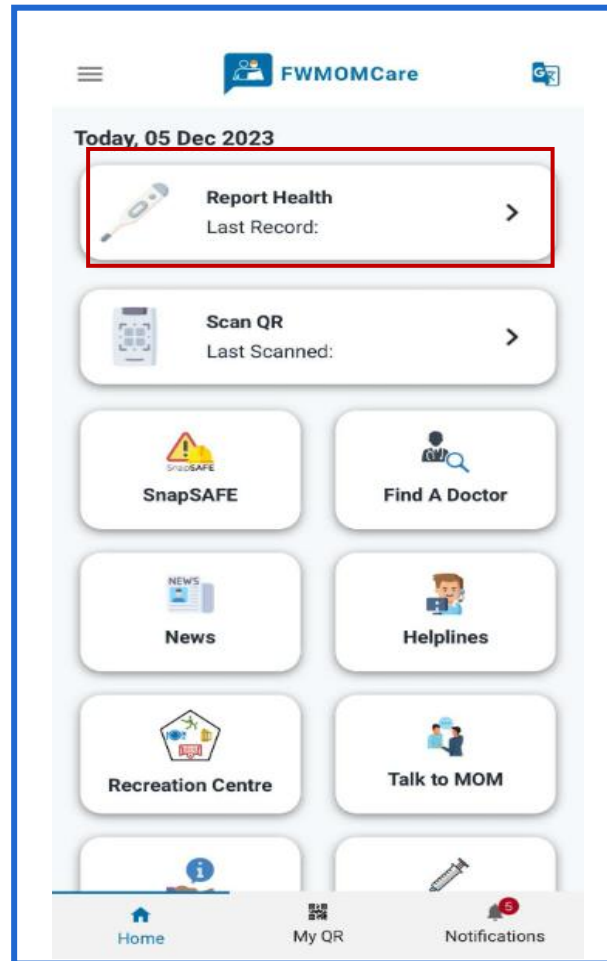 FWMOMCare
Today, 05 Dec 2023
Report Health
Last Record:
Scan QR
Last Scanned:
SnapSAFE
SnapSAFE
Find A Doctor
NEWS
News
Helplines
Recreation Centre
Talk to MOM
5
Home
My QR
Notifications